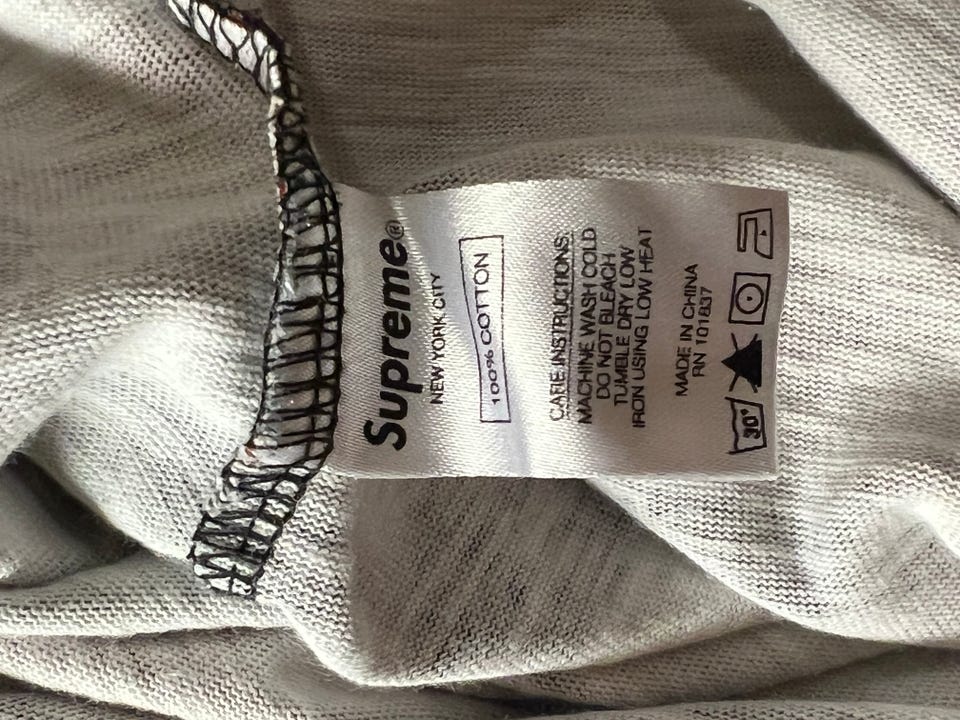 Supreme®
NEW YORK CITY
100% COTTON
CARE INSTRUCTIONS:
MACHINE WASH COLD
DO NOT BLEACH
TUMBLE DRY LOW
IRON USING LOW HEAT
MADE IN CHINA
RN 101837
30°